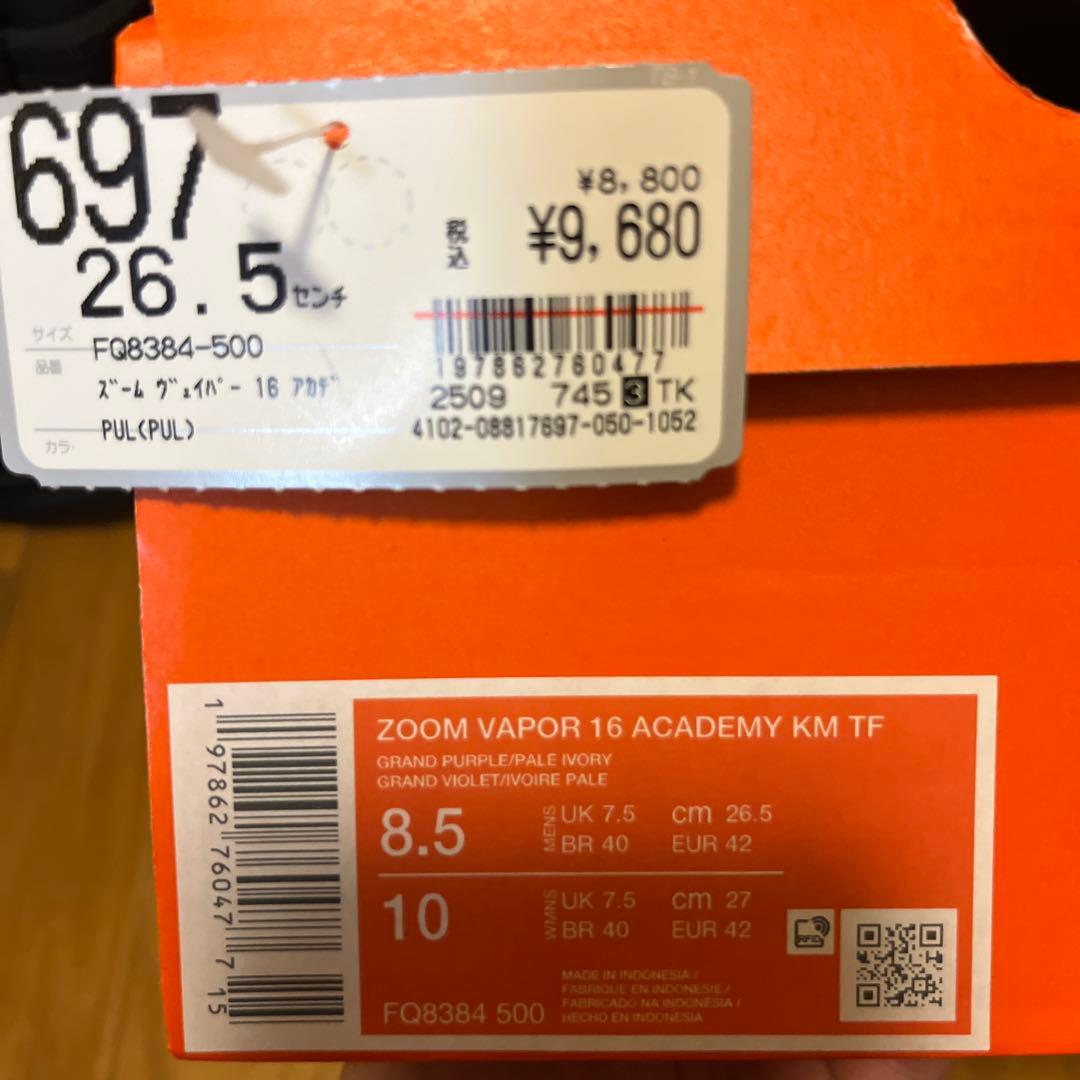 697
26.5センチ
サイズ
FQ8384-500
品番
ズーム ヴェイパー 16 アカデ
PUL(PUL)
カラー
¥8,800
税込
¥9,680
197862760477
2509 745 3 TK
4102-08817697-050-1052
1 97862 76047 7 15
ZOOM VAPOR 16 ACADEMY KM TF
GRAND PURPLE/PALE IVORY
GRAND VIOLET/IVOIRE PALE
8.5 MENS UK 7.5 cm 26.5
BR 40 EUR 42
10 WMNS UK 7.5 cm 27
BR 40 EUR 42
RFID
MADE IN INDONESIA /
FABRIQUE EN INDONESIE /
FABRICADO NA INDONÉSIA /
HECHO EN INDONESIA
FQ8384 500